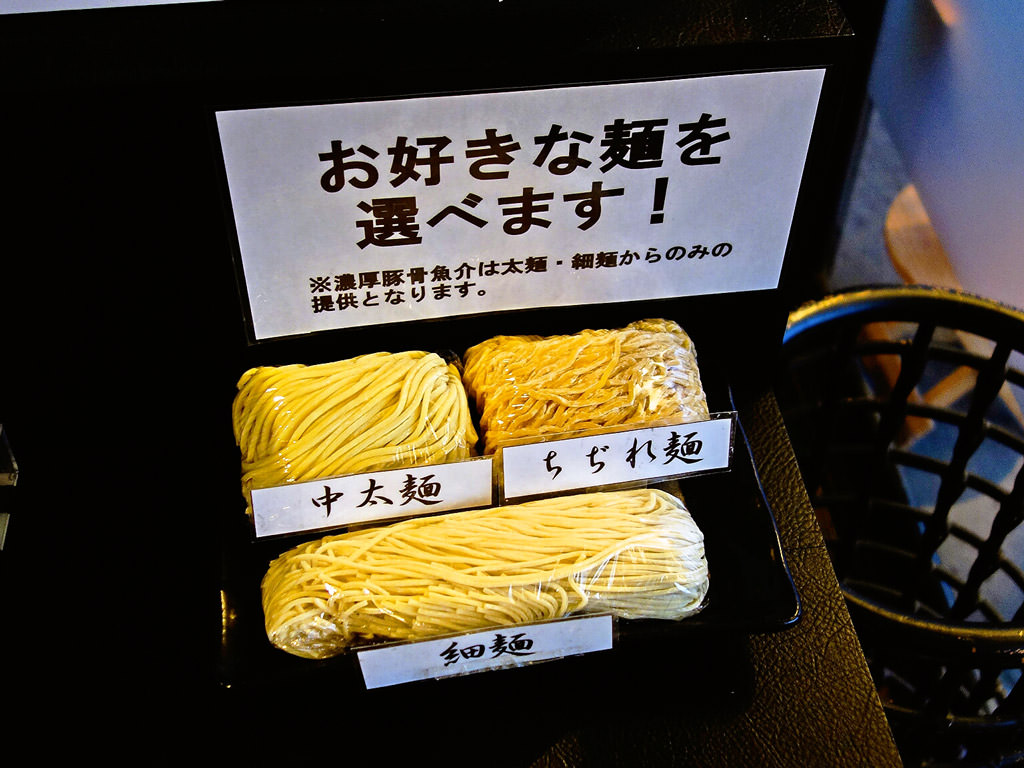 お好きな麺を
選べます！
※濃厚豚骨魚介は太麺・細麺からのみの
提供となります。
中太麺
ちぢれ麺
細麺